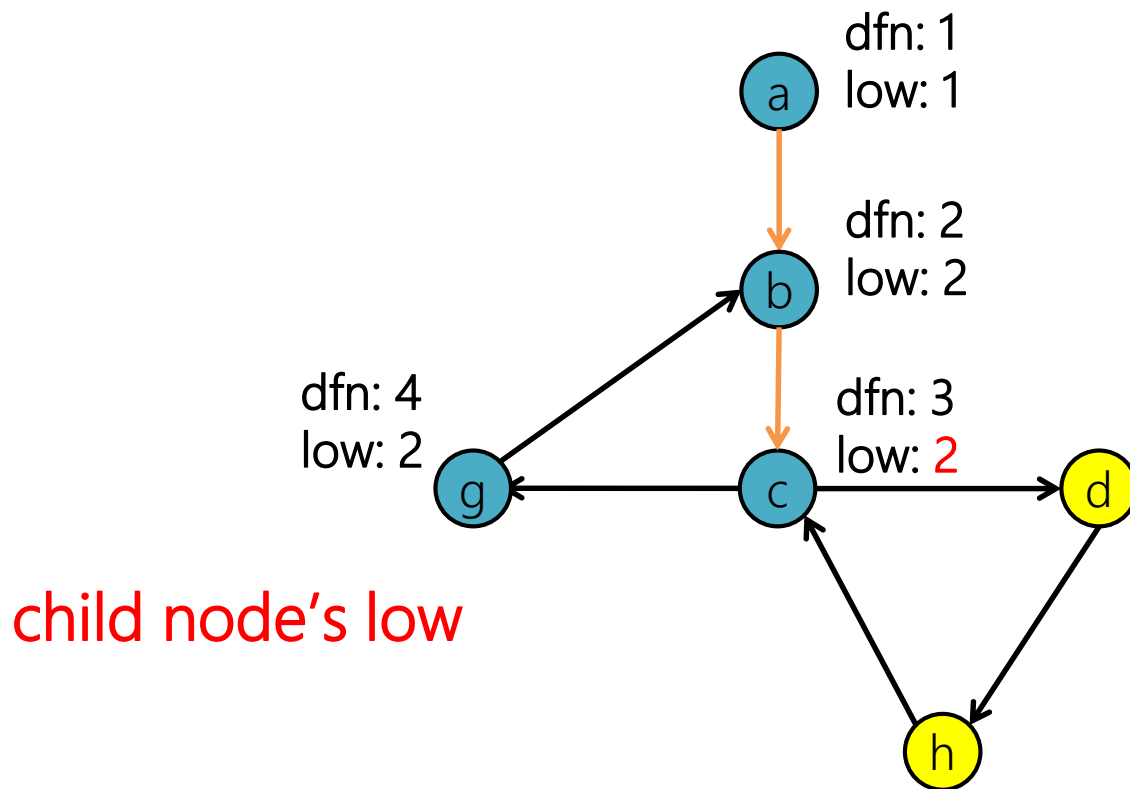 dfn: 1
low: 1
a
dfn: 2
low: 2
b
dfn: 4
low: 2
dfn: 3
low: 2
g
c
d
child node’s low
h